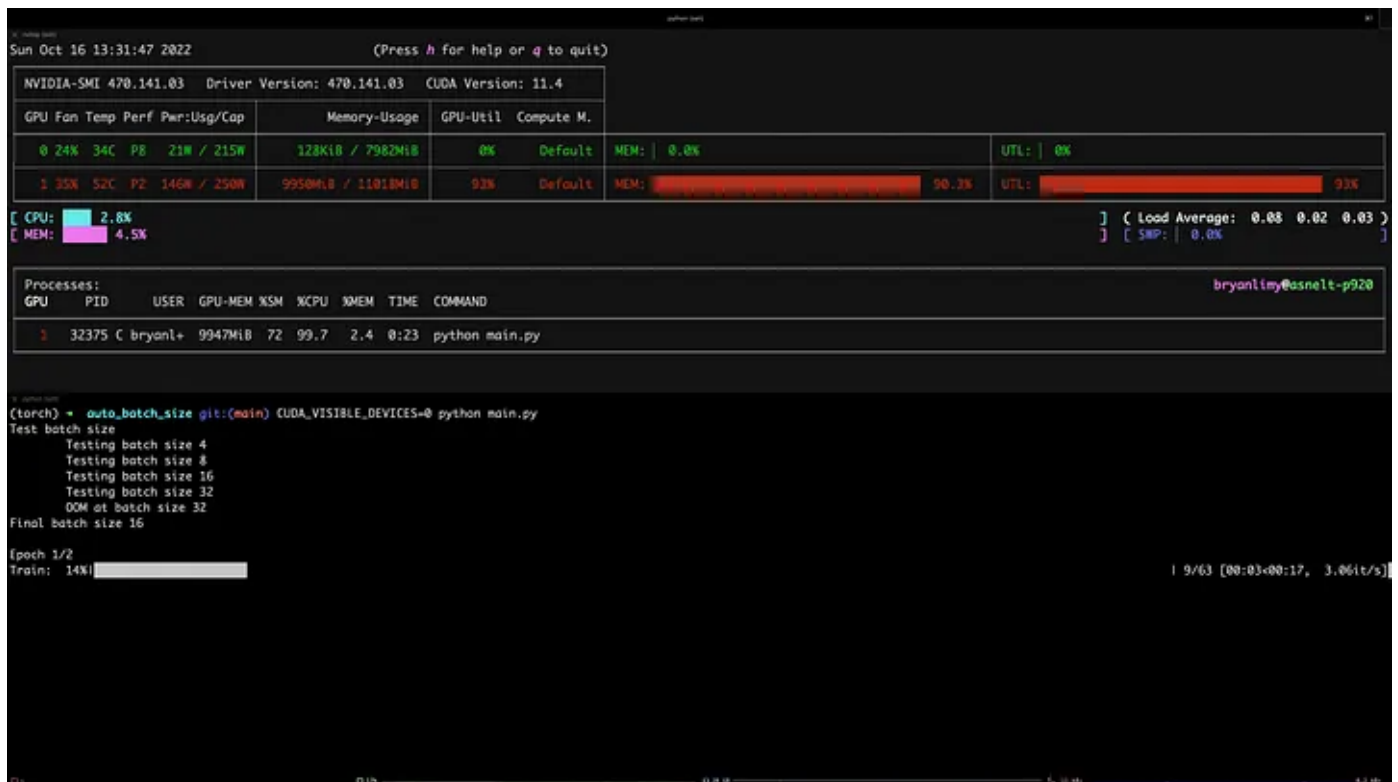 Sun Oct 16 13:31:47 2022 (Press h for help or q to quit)
NVIDIA-SMI 470.141.03 Driver Version: 470.141.03 CUDA Version: 11.4
GPU Fan Temp Perf Pwr:Usg/Cap Memory-Usage GPU-Util Compute M.
0 24% 34C P8 21W / 215W 128KiB / 7982MiB 0% Default MEM: 0.0% UTL: 0%
1 35% 52C P2 146W / 250W 9950MiB / 11018MiB 93% Default MEM: 90.3% UTL: 93%
[ CPU: 2.8% ] ( Load Average: 0.08 0.02 0.03 )
[ MEM: 4.5% ] [ SWP: 0.0% ]
Processes: bryanlimy@asnelt-p920
GPU PID USER GPU-MEM %SM %CPU %MEM TIME COMMAND
1 32375 C bryanl+ 9947MiB 72 99.7 2.4 0:23 python main.py
(torch) ➜ auto_batch_size git:(main) CUDA_VISIBLE_DEVICES=0 python main.py
Test batch size
Testing batch size 4
Testing batch size 8
Testing batch size 16
Testing batch size 32
OOM at batch size 32
Final batch size 16
Epoch 1/2
Train: 14%| | 9/63 [00:03<00:17, 3.06it/s]